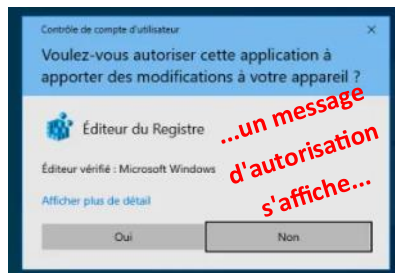 Contrôle de compte d'utilisateur
Voulez-vous autoriser cette application à
apporter des modifications à votre appareil ?
Éditeur du Registre
...un message
d'autorisation
s'affiche...
Éditeur vérifié : Microsoft Windows
Afficher plus de détail
Oui
Non